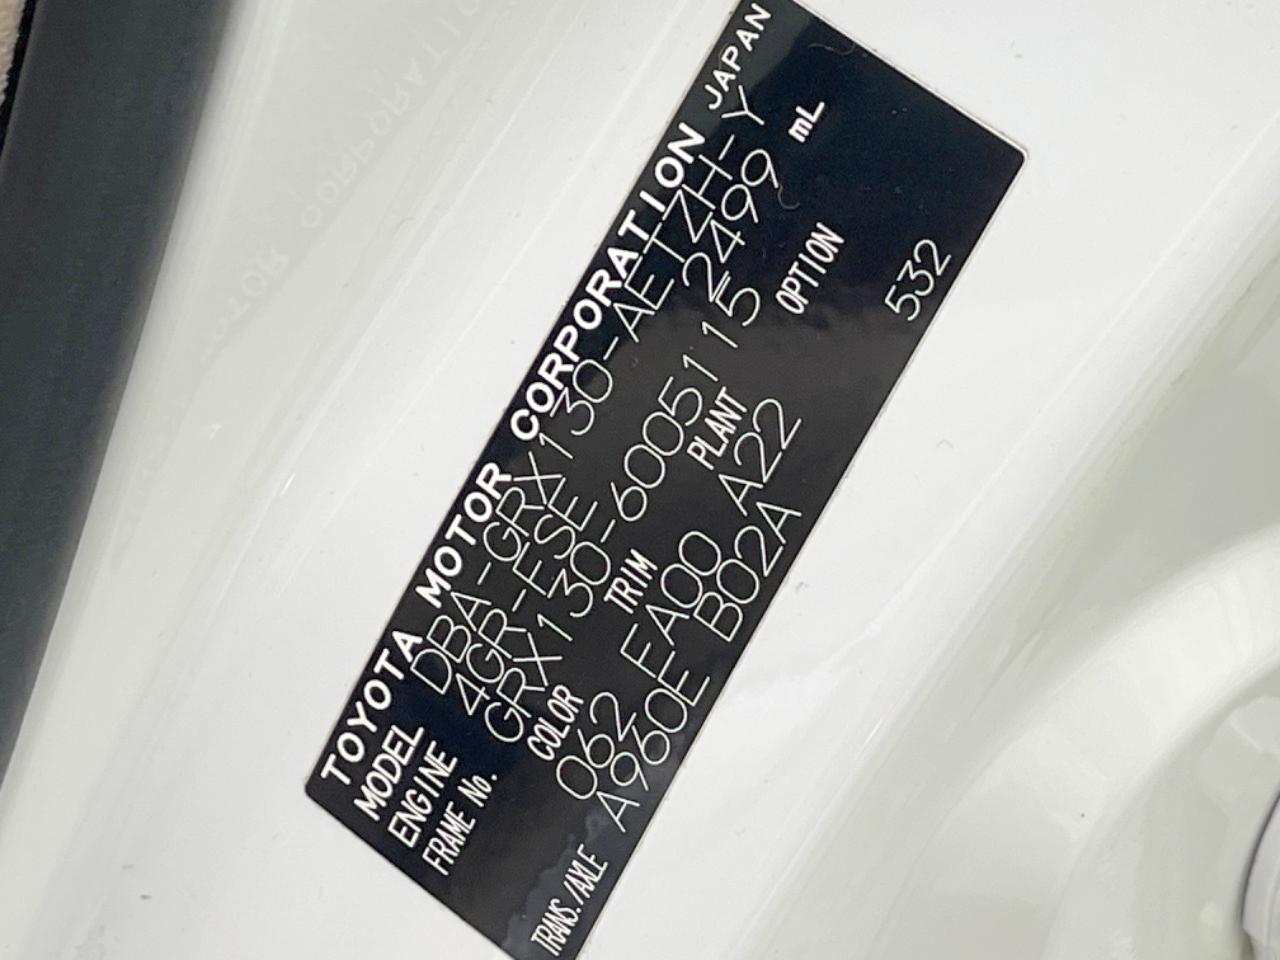 TOYOTA MOTOR CORPORATION JAPAN
MODEL DBA-GRX130-AETZH-Y
ENGINE 4GR-FSE 2499 mL
FRAME No. GRX130-6005115
COLOR TRIM PLANT OPTION
062 EA00 A22 532
TRANS./AXLE A960E B02A